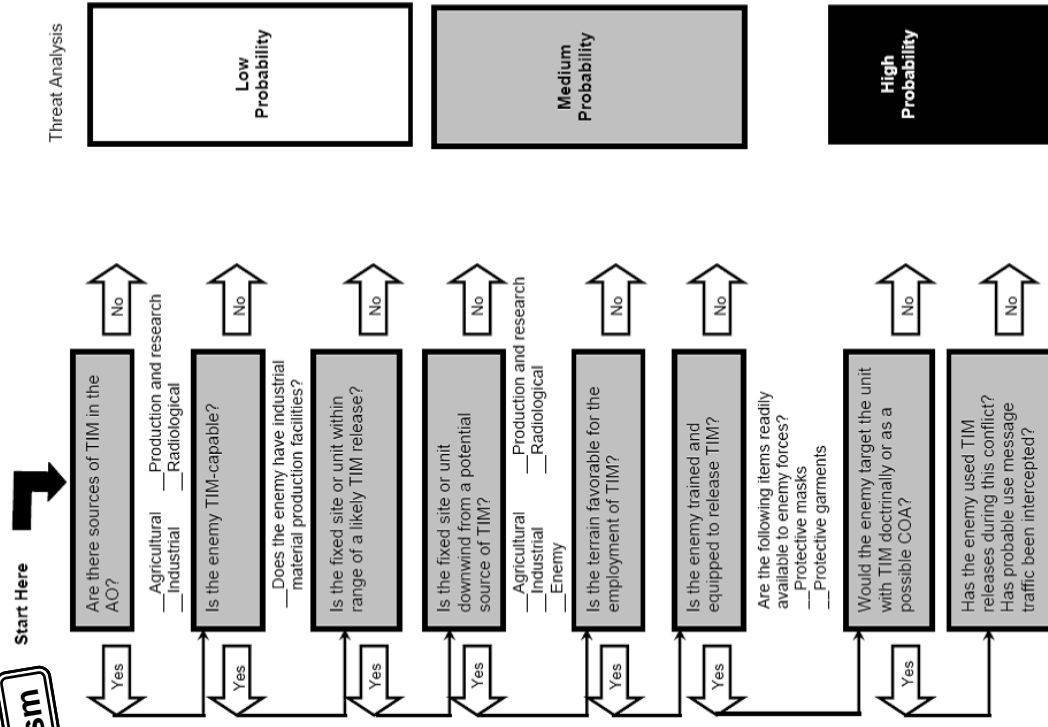 sm
Start Here
Threat Analysis
Are there sources of TIM in the
AO?
Yes
No
__Agricultural __Production and research
__Industrial __Radiological
Is the enemy TIM-capable?
Yes
No
__Does the enemy have industrial
material production facilities?
Is the fixed site or unit within
range of a likely TIM release?
Yes
No
Low
Probability
Is the fixed site or unit
downwind from a potential
source of TIM?
Yes
No
__Agricultural __Production and research
__Industrial __Radiological
__Enemy
Is the terrain favorable for the
employment of TIM?
Yes
No
Is the enemy trained and
equipped to release TIM?
Yes
No
Medium
Probability
Are the following items readily
available to enemy forces?
__Protective masks
__Protective garments
Would the enemy target the unit
with TIM doctrinally or as a
possible COA?
Yes
No
Has the enemy used TIM
releases during this conflict?
Has probable use message
traffic been intercepted?
No
High
Probability